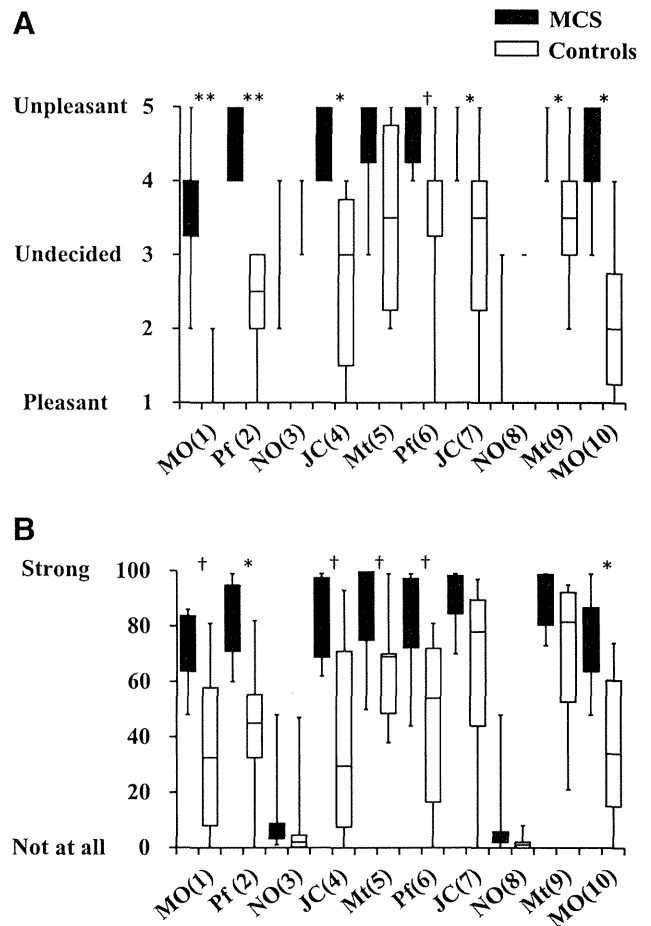 A
MCS
Controls
** ** * † * * *
Unpleasant 5
4
Undecided 3
2
Pleasant 1
MO(1) Pf (2) NO(3) JC(4) Mt(5) Pf(6) JC(7) NO(8) Mt(9) MO(10)
B
† * † † † *
Strong 100
80
60
40
20
Not at all 0
MO(1) Pf (2) NO(3) JC(4) Mt(5) Pf(6) JC(7) NO(8) Mt(9) MO(10)